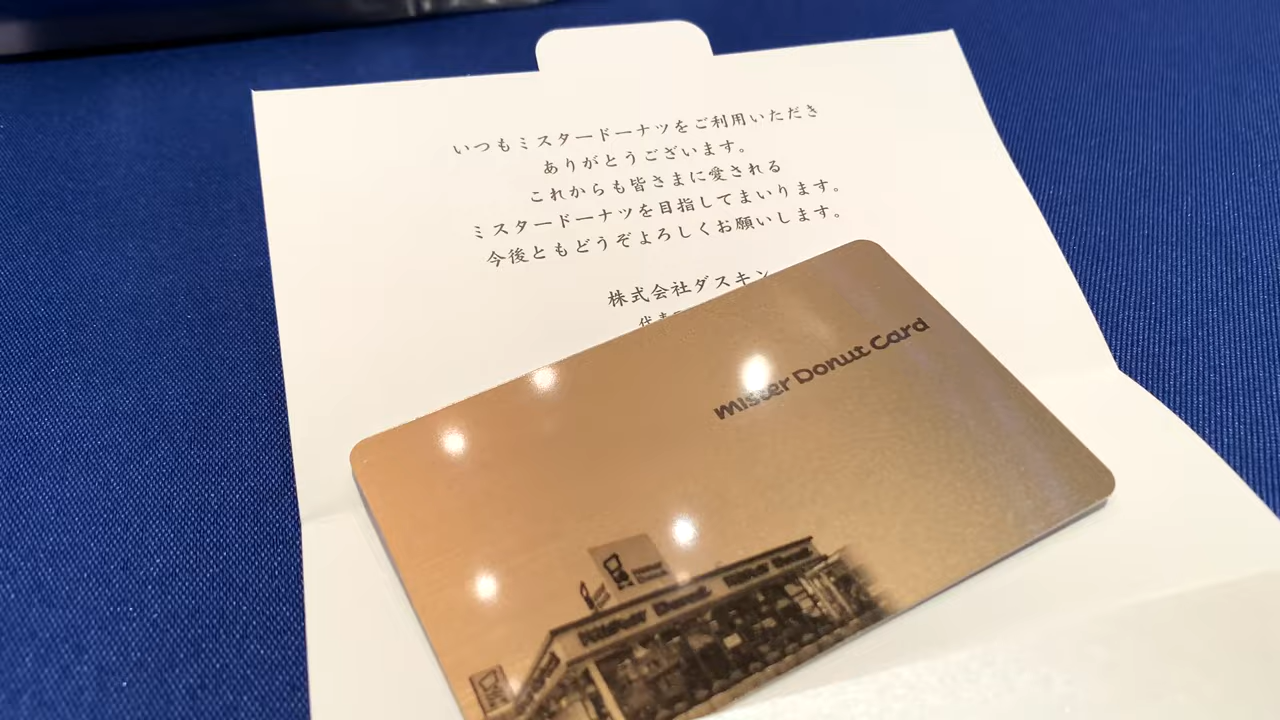 いつもミスタードーナツをご利用いただき
ありがとうございます。
これからも皆さまに愛される
ミスタードーナツを目指してまいります。
今後ともどうぞよろしくお願いします。
株式会社ダスキン
mister Donut Card
mister Donut
mister Donut